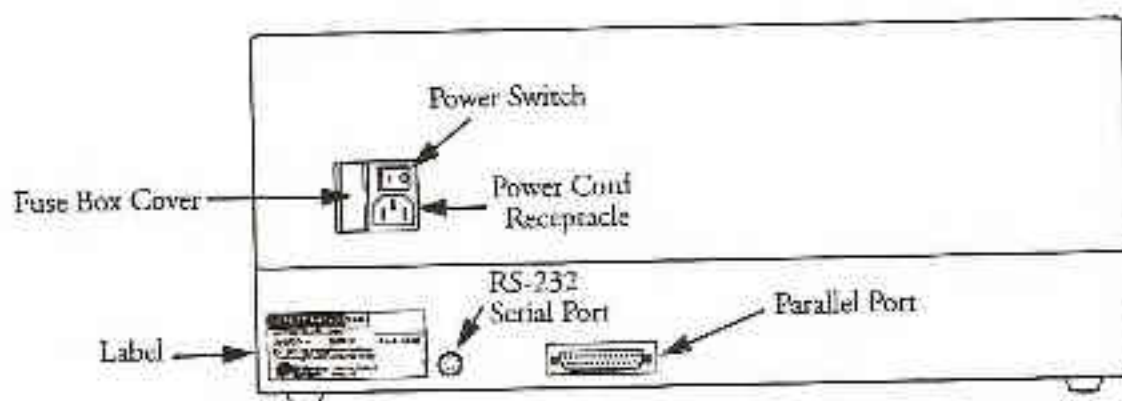 Power Switch
Fuse Box Cover
Power Cord
Receptacle
RS-232
Serial Port
Parallel Port
Label